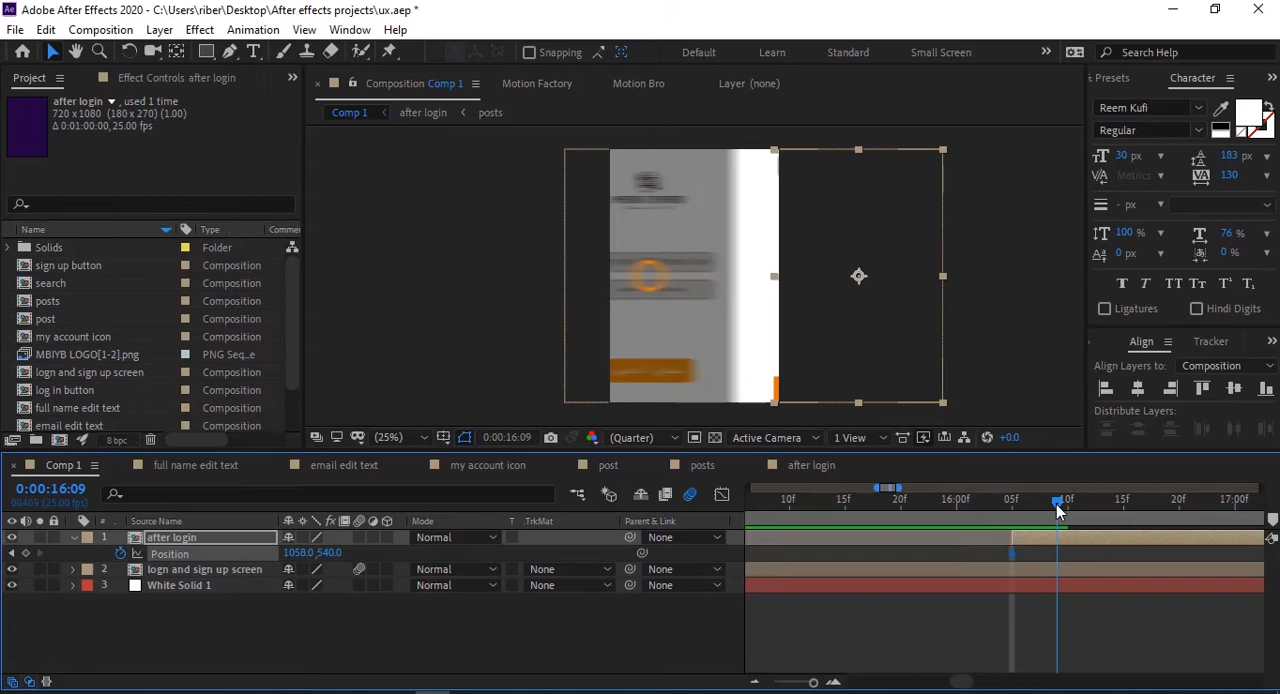 Adobe After Effects 2020 - C:\Users\riber\Desktop\After effects projects\ux.aep *
File Edit Composition Layer Effect Animation View Window Help
Snapping Default Learn Standard Small Screen Search Help
Project Effect Controls after login Composition Comp 1 Motion Factory Motion Bro Layer (none) Presets Character
after login , used 1 time
720 x 1080 (180 x 270) (1.00)
Δ 0:01:00:00, 25.00 fps
Comp 1 after login posts
Reem Kufi
Regular
30 px 183 px
Metrics 130
- px
100 % 76 %
0 px 0 %
T T TT Tt T¹ T₁
Ligatures Hindi Digits
Align Tracker
Align Layers to: Composition
Distribute Layers:
Name Type Comme
Solids Folder
sign up button Composition
search Composition
posts Composition
post Composition
my account icon Composition
MBIYB LOGO[1-2].png PNG Seq...e
logn and sign up screen Composition
log in button Composition
full name edit text Composition
email edit text Composition
8 bpc
(25%) 0:00:16:09 (Quarter) Active Camera 1 View +0.0
Comp 1 full name edit text email edit text my account icon post posts after login
0:00:16:09
00409 (25.00 fps)
10f 15f 20f 16:00f 05f 10f 15f 20f 17:00f
# Source Name Mode T .TrkMat Parent & Link
1 after login Normal None
Position 1058.0,540.0
2 logn and sign up screen Normal None None
3 White Solid 1 Normal None None